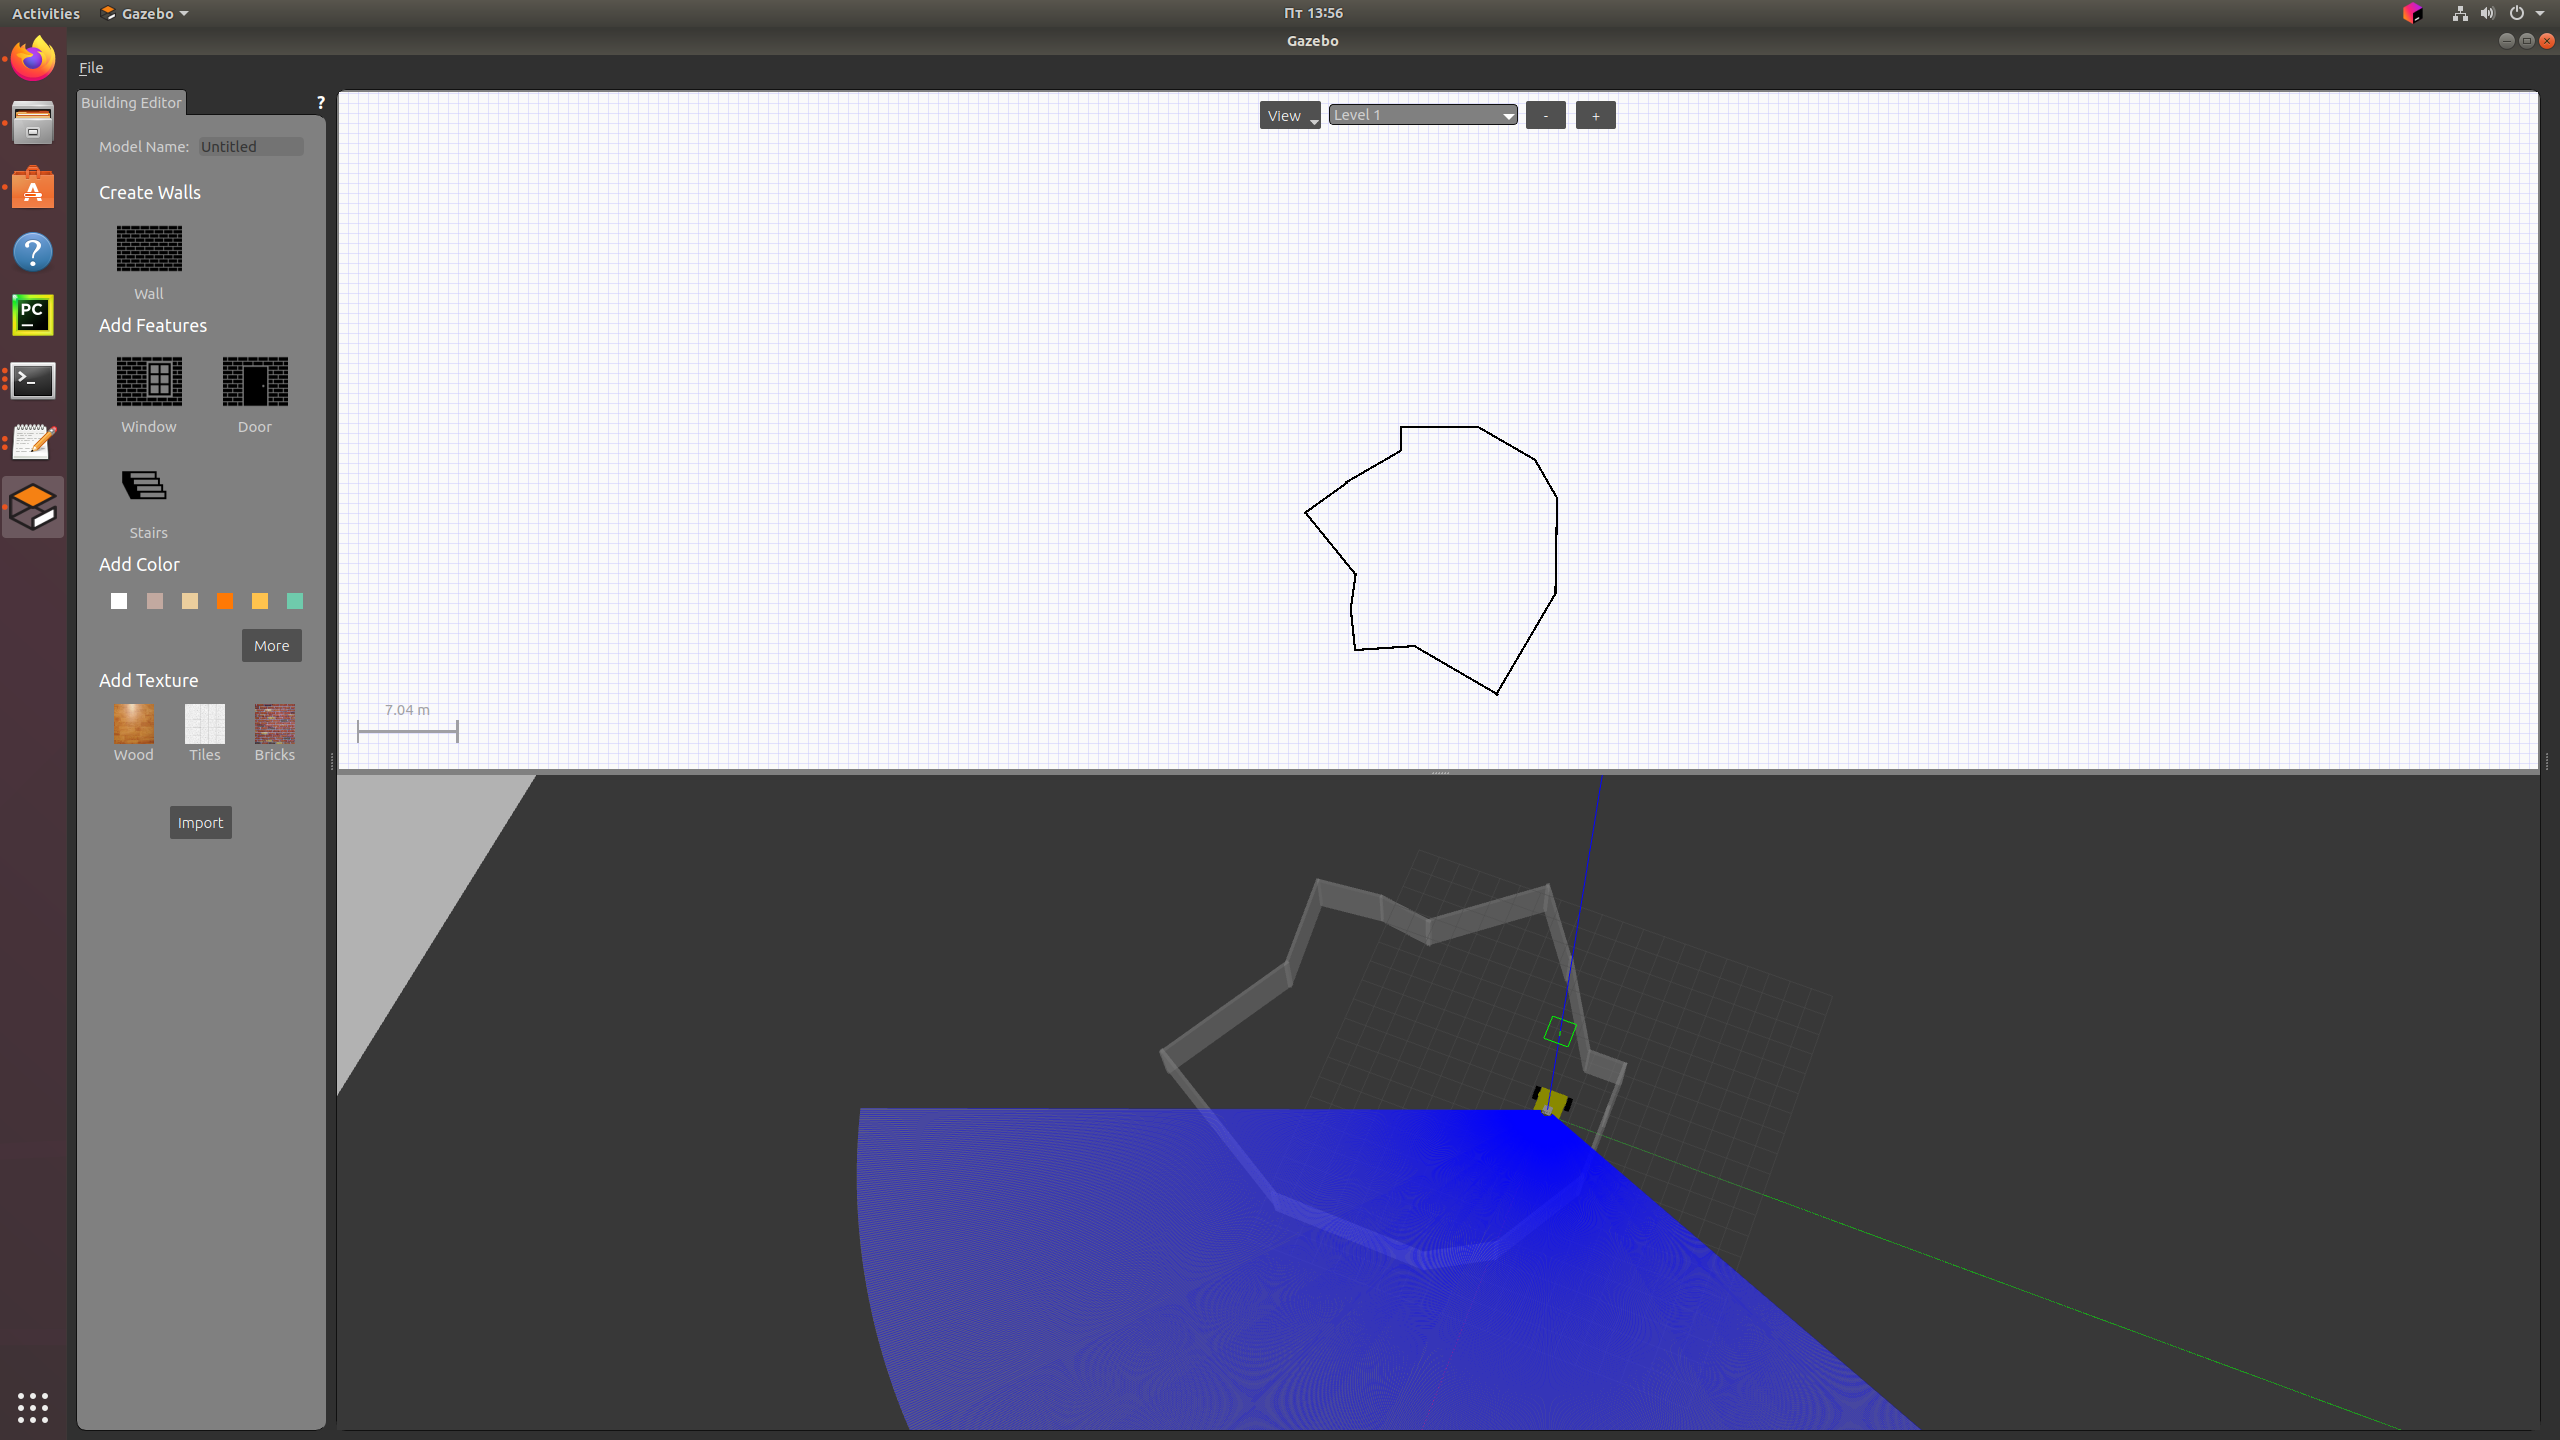 Activities
Gazebo
Пт 13:56
Gazebo
File
Building Editor
?
Model Name: Untitled
Create Walls
Wall
Add Features
Window
Door
Stairs
Add Color
More
Add Texture
Wood
Tiles
Bricks
Import
View
Level 1
-
+
7.04 m
PC